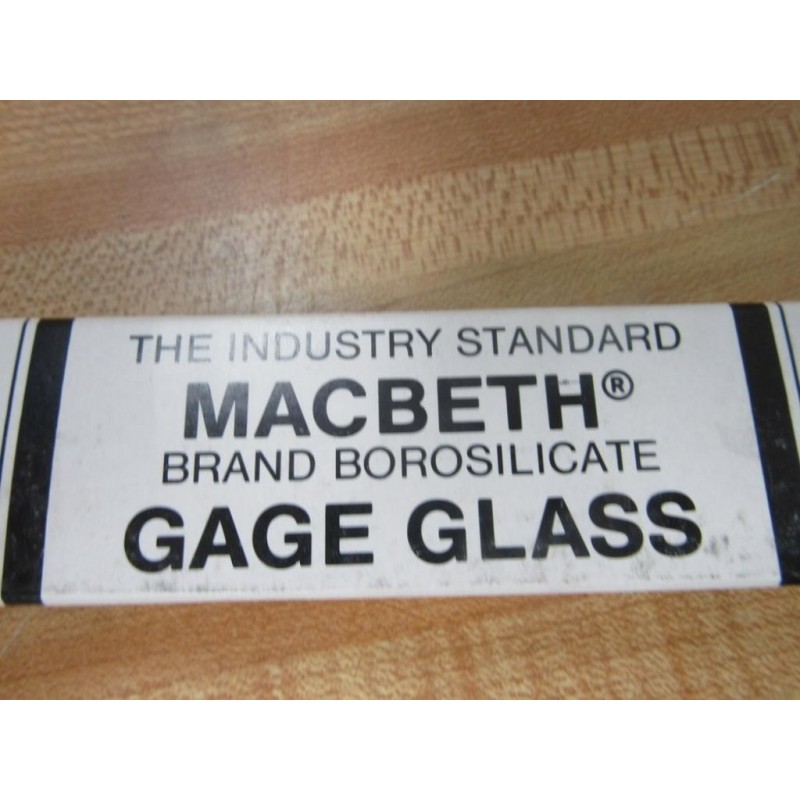 THE INDUSTRY STANDARD
MACBETH®
BRAND BOROSILICATE
GAGE GLASS